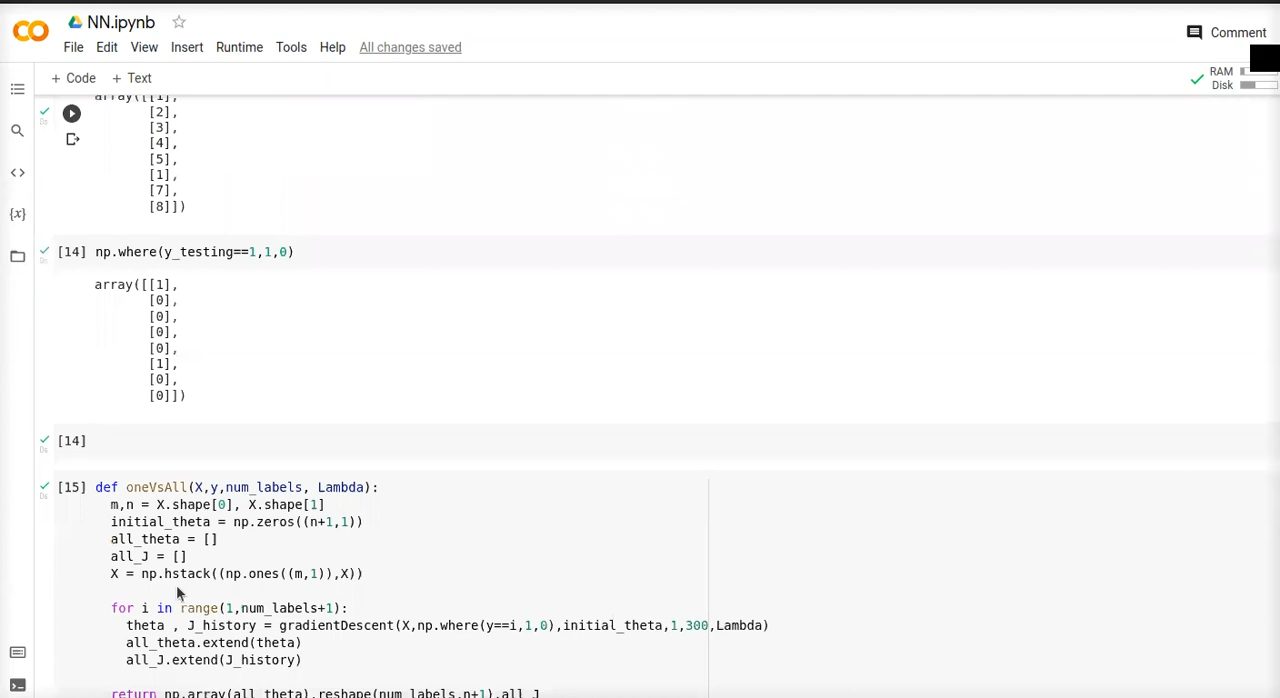 NN.ipynb
File Edit View Insert Runtime Tools Help All changes saved
Comment
+ Code + Text
RAM
Disk
array([[1],
[2],
[3],
[4],
[5],
[1],
[7],
[8]])
[14] np.where(y_testing==1,1,0)
array([[1],
[0],
[0],
[0],
[0],
[1],
[0],
[0]])
[14]
[15] def oneVsAll(X,y,num_labels, Lambda):
m,n = X.shape[0], X.shape[1]
initial_theta = np.zeros((n+1,1))
all_theta = []
all_J = []
X = np.hstack((np.ones((m,1)),X))
for i in range(1,num_labels+1):
theta , J_history = gradientDescent(X,np.where(y==i,1,0),initial_theta,1,300,Lambda)
all_theta.extend(theta)
all_J.extend(J_history)
return np.array(all_theta).reshape(num_labels,n+1),all_J